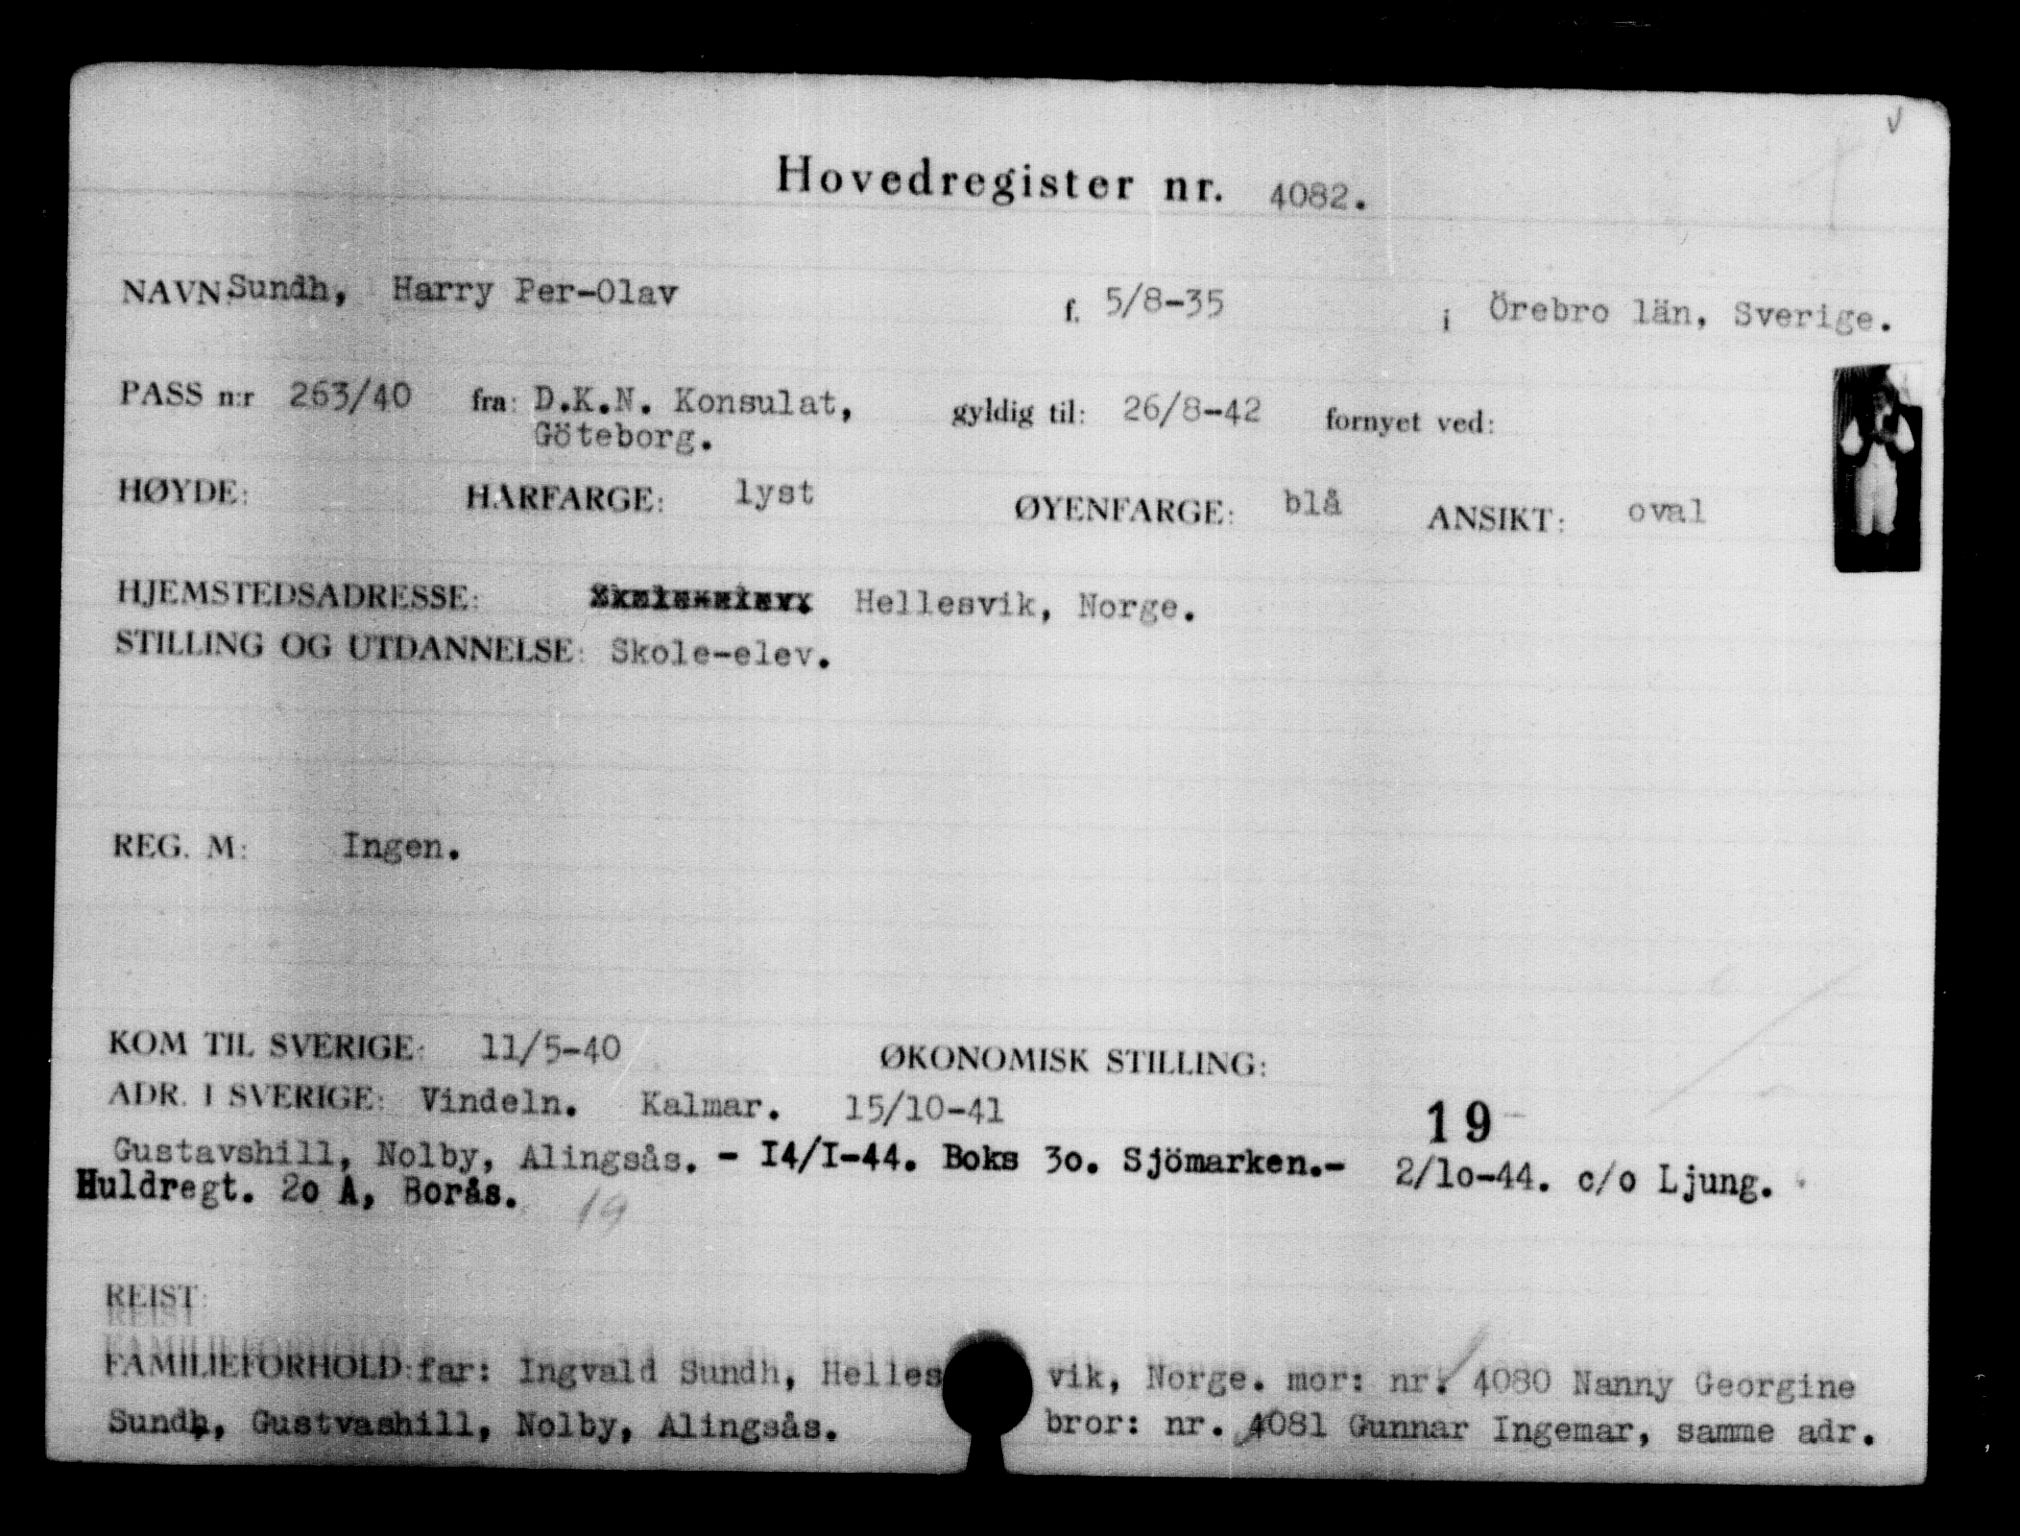 Hovedregister nr. 4082.
NAVN: Sundh, Harry Per-Olav f. 5/8-35 i Örebro län, Sverige.
PASS n:r 263/40 fra: D.K.N. Konsulat, gyldig til: 26/8-42 fornyet ved:
Göteborg.
HØYDE: HÅRFARGE: lyst ØYENFARGE: blå ANSIKT: oval
HJEMSTEDSADRESSE: Hellesvik, Norge.
STILLING OG UTDANNELSE: Skole-elev.
REG. M: Ingen.
KOM TIL SVERIGE: 11/5-40 ØKONOMISK STILLING:
ADR. I SVERIGE: Vindeln. Kalmar. 15/10-41 19
Gustavshill, Nolby, Alingsås. - I4/I-44. Boks 3o. Sjömarken.- 2/lo-44. c/o Ljung.
Huldregt. 2o A, Borås. 19
REIST:
FAMILIEFORHOLD: far: Ingvald Sundh, Hellesvik, Norge. mor: nr. 4080 Nanny Georgine
Sundh, Gustvashill, Nolby, Alingsås. bror: nr. 4081 Gunnar Ingemar, samme adr.